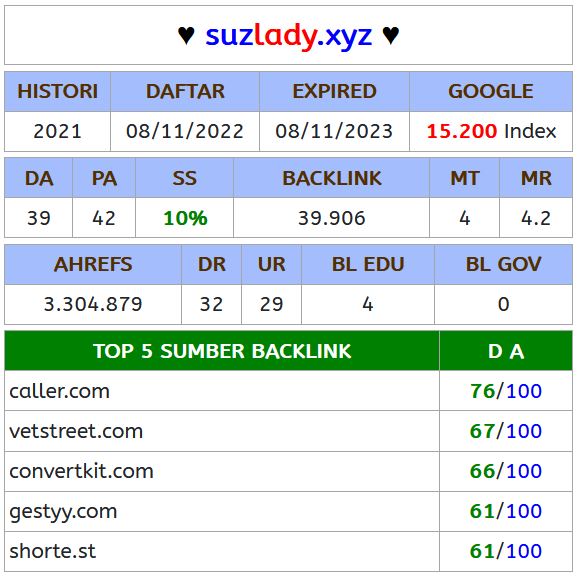 ♥ suzlady.xyz ♥
HISTORI DAFTAR EXPIRED GOOGLE
2021 08/11/2022 08/11/2023 15.200 Index
DA PA SS BACKLINK MT MR
39 42 10% 39.906 4 4.2
AHREFS DR UR BL EDU BL GOV
3.304.879 32 29 4 0
TOP 5 SUMBER BACKLINK D A
caller.com 76/100
vetstreet.com 67/100
convertkit.com 66/100
gestyy.com 61/100
shorte.st 61/100